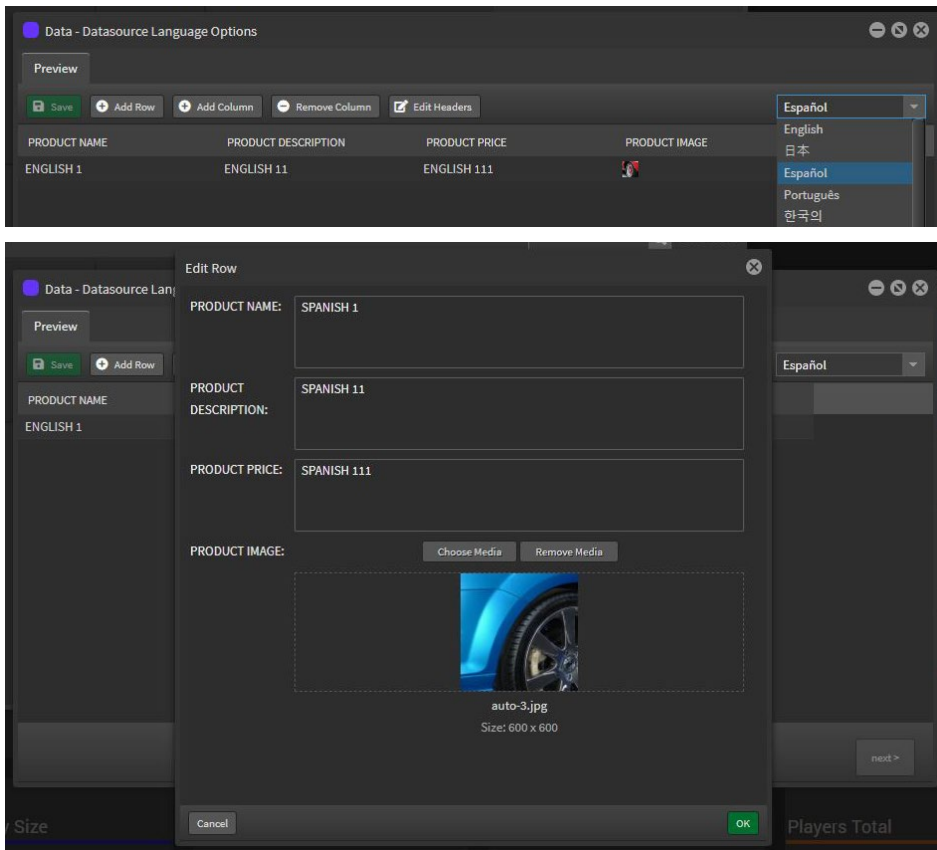 Data - Datasource Language Options
Preview
Save Add Row Add Column Remove Column Edit Headers Español
English
PRODUCT NAME PRODUCT DESCRIPTION PRODUCT PRICE PRODUCT IMAGE
日本
ENGLISH 1 ENGLISH 11 ENGLISH 111
Español
Português
한국의
Edit Row
Data - Datasource Lang
PRODUCT NAME: SPANISH 1
Preview
Save Add Row Español
PRODUCT DESCRIPTION: SPANISH 11
PRODUCT NAME
ENGLISH 1
PRODUCT PRICE: SPANISH 111
PRODUCT IMAGE: Choose Media Remove Media
auto-3.jpg
Size: 600 x 600
next >
Cancel OK
Size Players Total